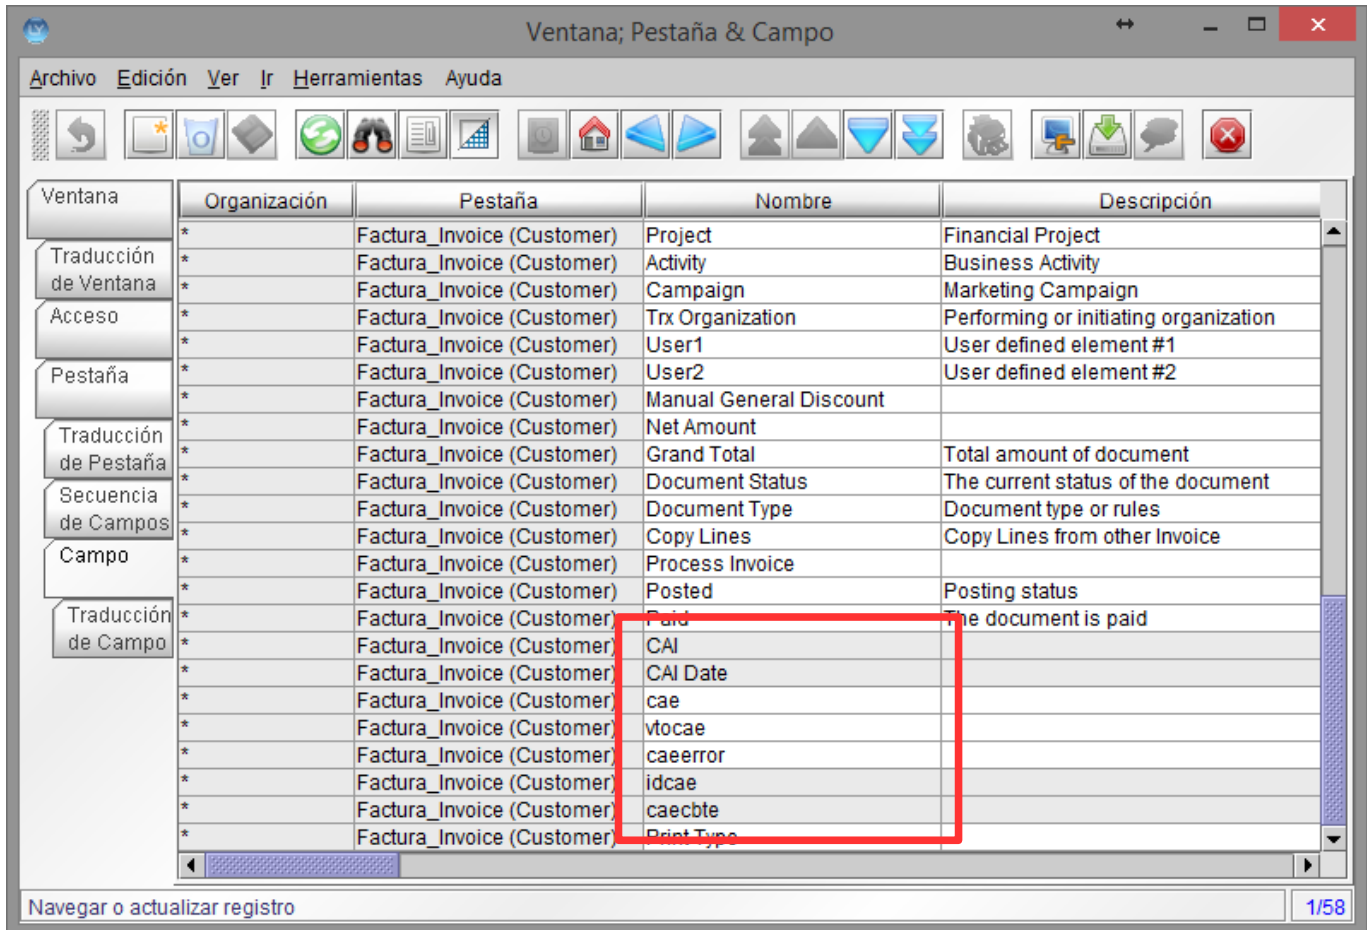 LY
Ventana; Pestaña & Campo
Archivo Edición Ver Ir Herramientas Ayuda
Ventana
Traducción
de Ventana
Acceso
Pestaña
Traducción
de Pestaña
Secuencia
de Campos
Campo
Traducción
de Campo
Organización Pestaña Nombre Descripción
* Factura_Invoice (Customer) Project Financial Project
* Factura_Invoice (Customer) Activity Business Activity
* Factura_Invoice (Customer) Campaign Marketing Campaign
* Factura_Invoice (Customer) Trx Organization Performing or initiating organization
* Factura_Invoice (Customer) User1 User defined element #1
* Factura_Invoice (Customer) User2 User defined element #2
* Factura_Invoice (Customer) Manual General Discount
* Factura_Invoice (Customer) Net Amount
* Factura_Invoice (Customer) Grand Total Total amount of document
* Factura_Invoice (Customer) Document Status The current status of the document
* Factura_Invoice (Customer) Document Type Document type or rules
* Factura_Invoice (Customer) Copy Lines Copy Lines from other Invoice
* Factura_Invoice (Customer) Process Invoice
* Factura_Invoice (Customer) Posted Posting status
* Factura_Invoice (Customer) Paid The document is paid
* Factura_Invoice (Customer) CAI
* Factura_Invoice (Customer) CAI Date
* Factura_Invoice (Customer) cae
* Factura_Invoice (Customer) vtocae
* Factura_Invoice (Customer) caeerror
* Factura_Invoice (Customer) idcae
* Factura_Invoice (Customer) caecbte
* Factura_Invoice (Customer) Print Type
Navegar o actualizar registro 1/58